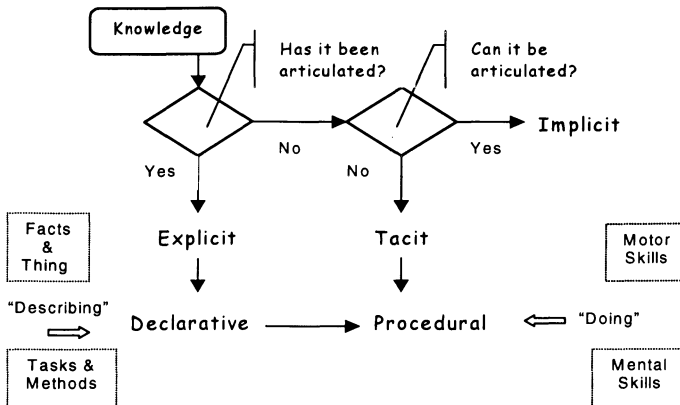 Knowledge
Has it been
articulated?
Can it be
articulated?
Implicit
No
Yes
Yes
No
Facts
&
Thing
Explicit
Tacit
Motor
Skills
“Describing”
Declarative
Procedural
“Doing”
Tasks &
Methods
Mental
Skills